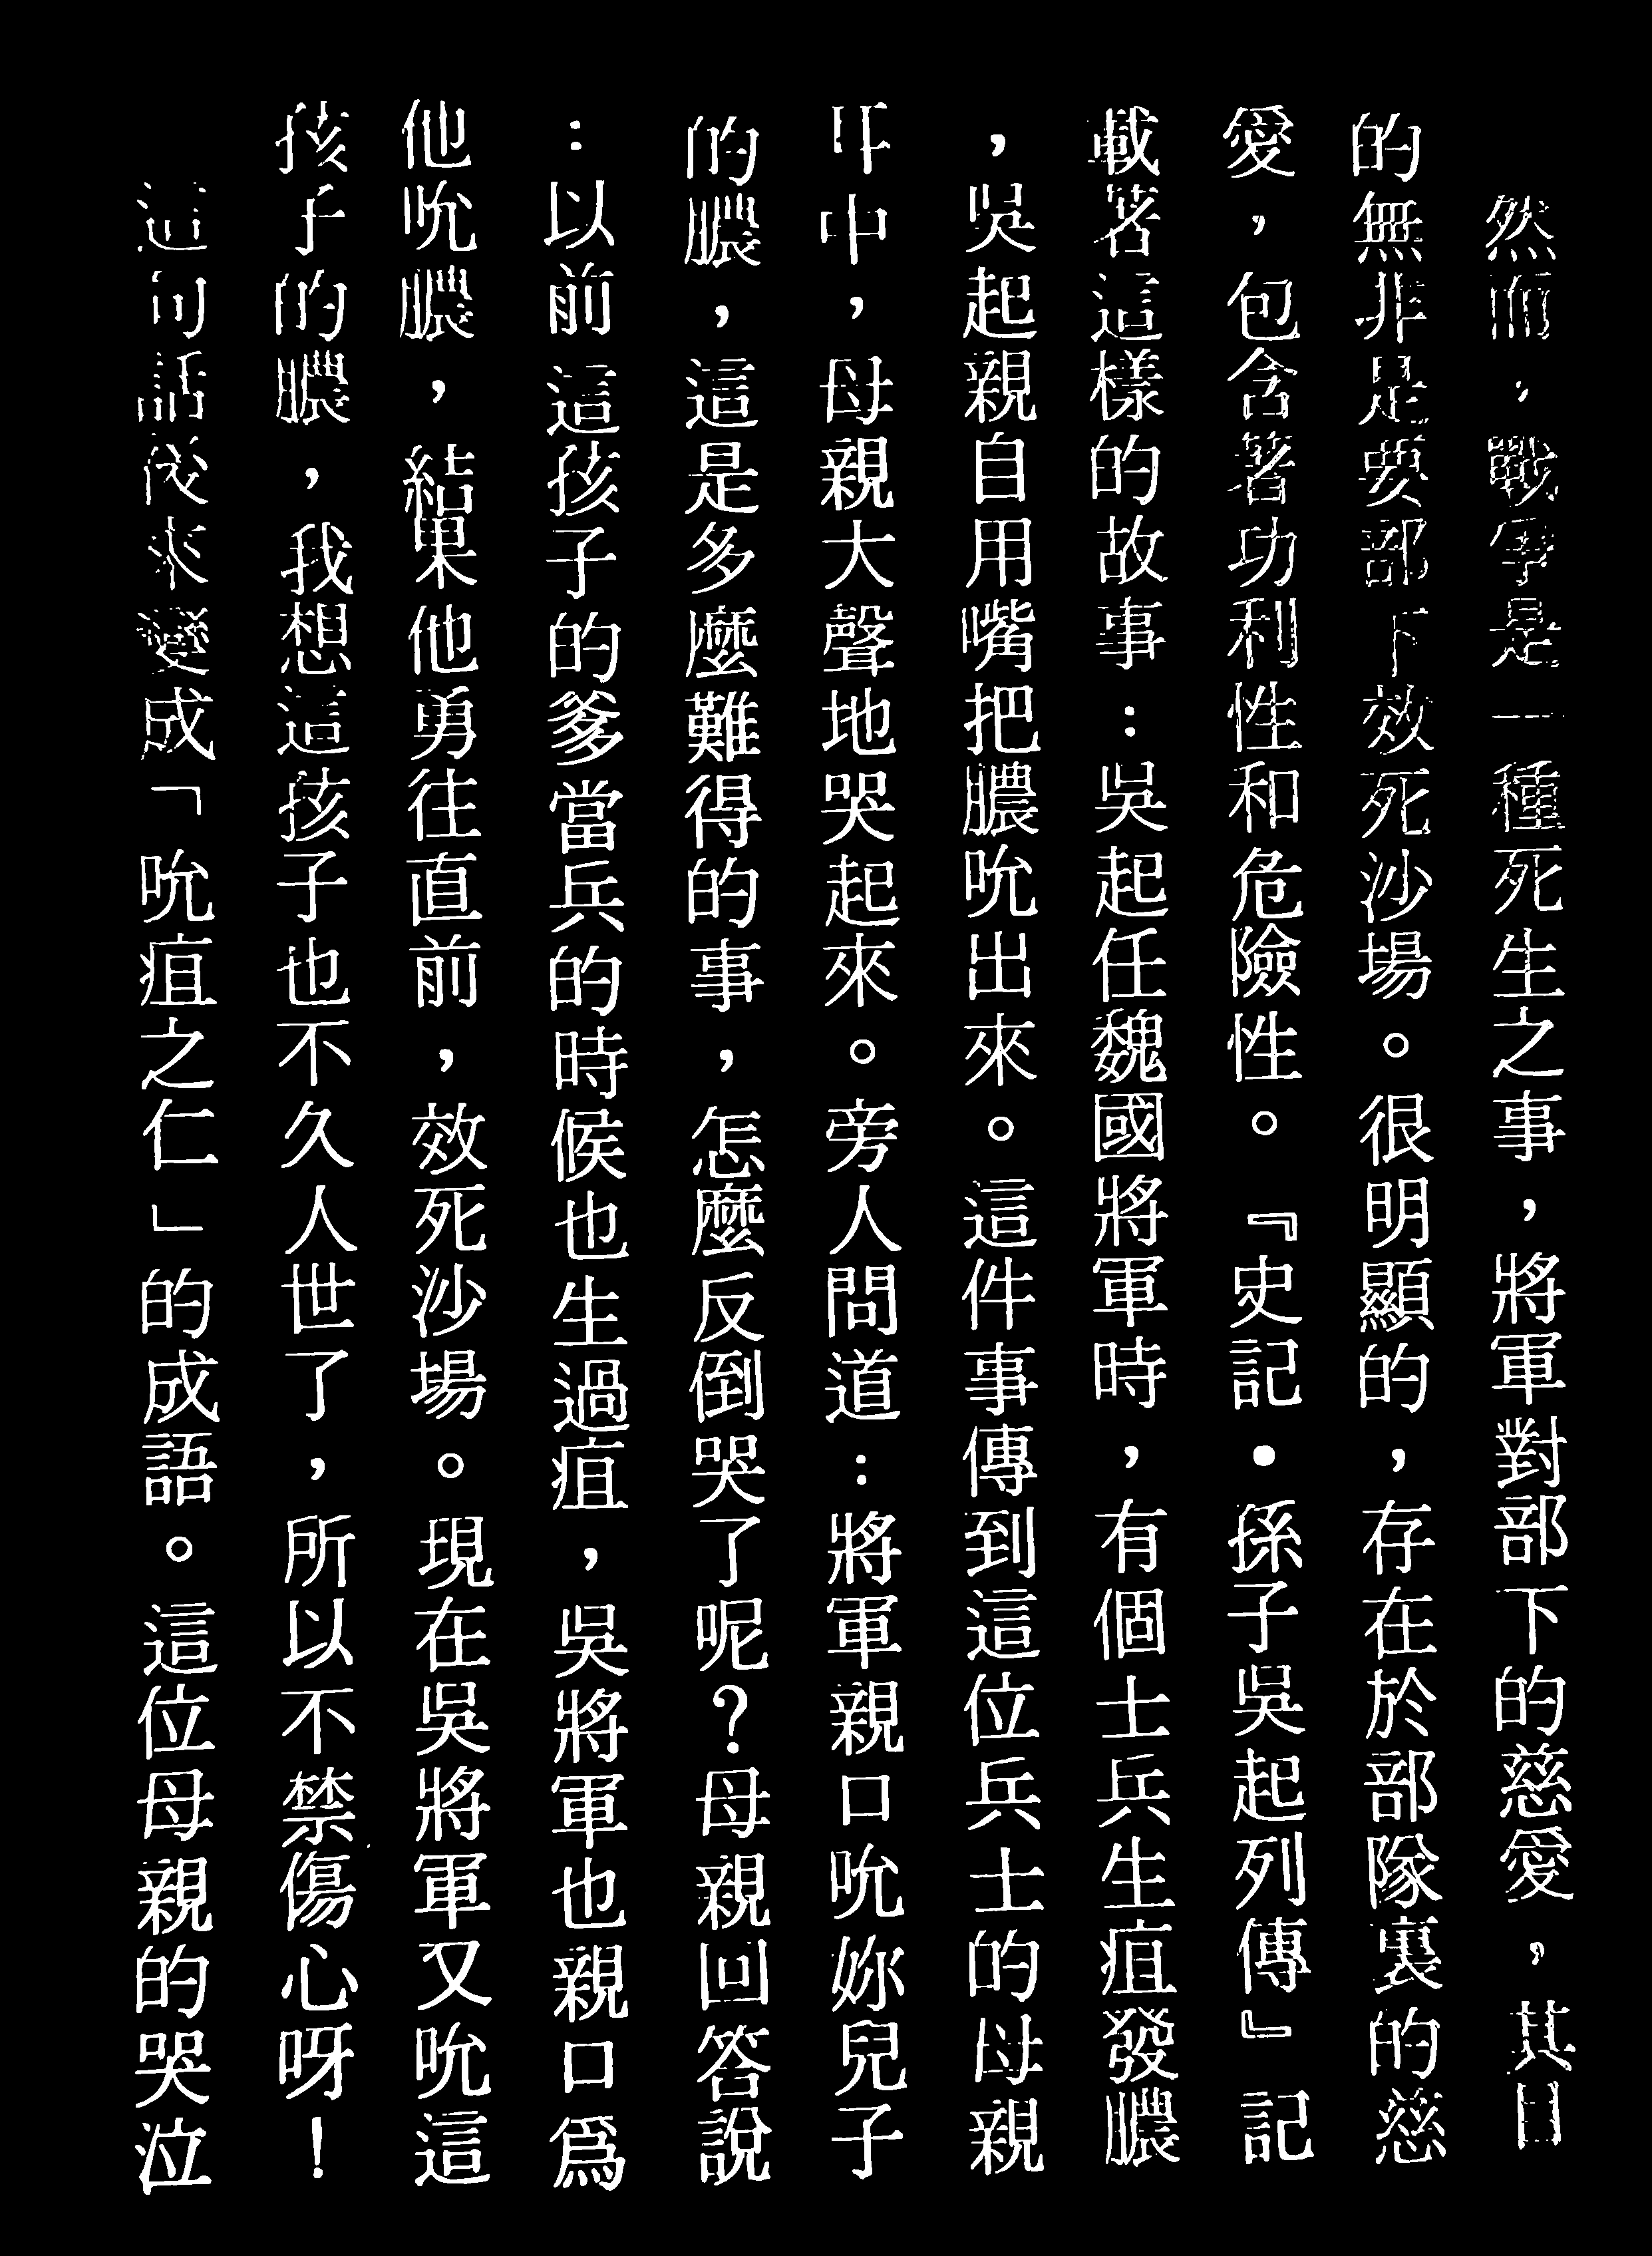 然而，戰爭是一種死生之事，將軍對部下的慈愛，其目
的無非是要部下效死沙場。很明顯的，存在於部隊裏的慈
愛，包含著功利性和危險性。『史記・孫子吳起列傳』記
載著這樣的故事：吳起任魏國將軍時，有個士兵生疽發膿
，吳起親自用嘴把膿吮出來。這件事傳到這位兵士的母親
耳中，母親大聲地哭起來。旁人問道：將軍親口吮妳兒子
的膿，這是多麼難得的事，怎麼反倒哭了呢？母親回答說
：以前這孩子的爹當兵的時候也生過疽，吳將軍也親口為
他吮膿，結果他勇往直前，效死沙場。現在吳將軍又吮這
孩子的膿，我想這孩子也不久人世了，所以不禁傷心呀！
這句話後來變成「吮疽之仁」的成語。這位母親的哭泣